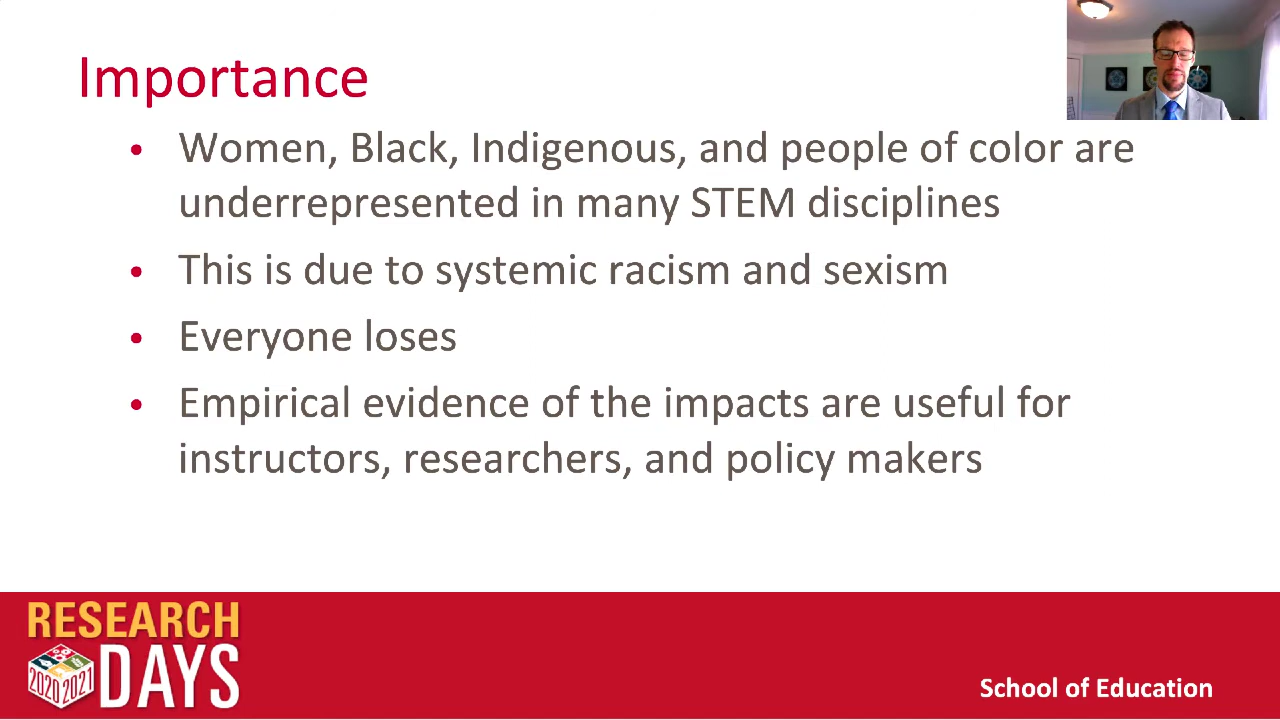 Importance
• Women, Black, Indigenous, and people of color are
underrepresented in many STEM disciplines
• This is due to systemic racism and sexism
• Everyone loses
• Empirical evidence of the impacts are useful for
instructors, researchers, and policy makers
RESEARCH
DAYS
2020 2021
School of Education